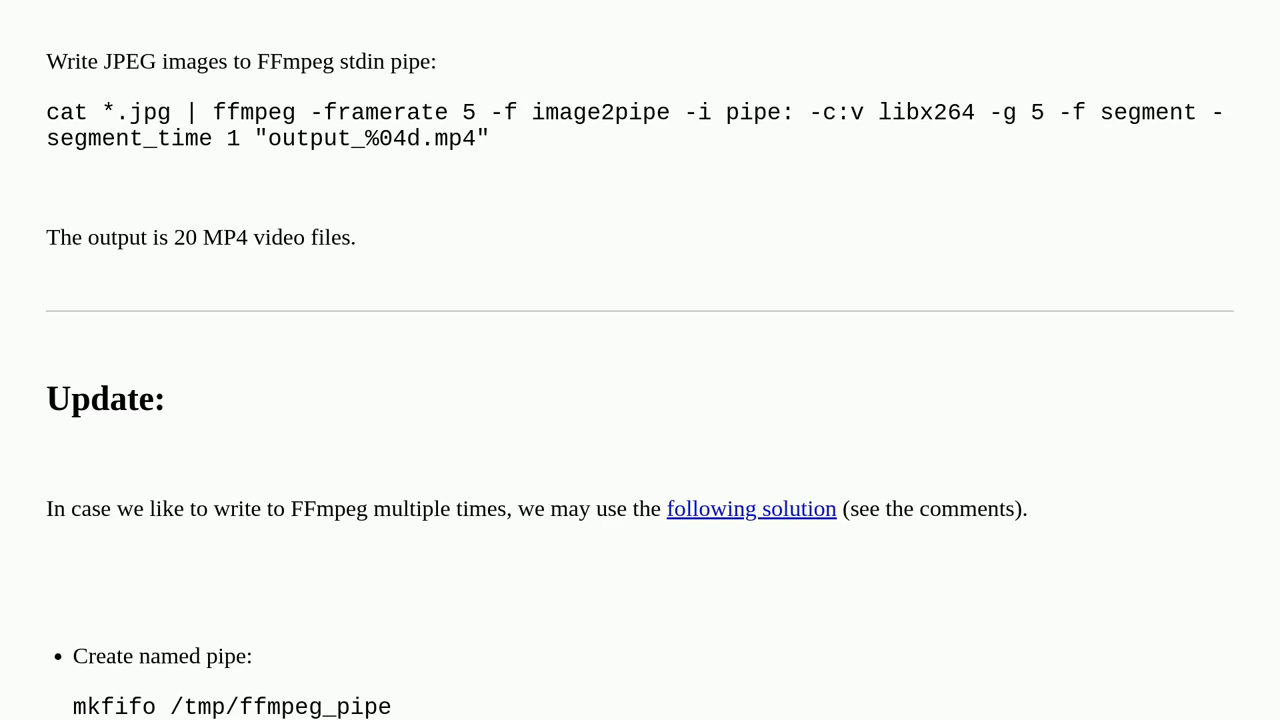 Write JPEG images to FFmpeg stdin pipe:
cat *.jpg | ffmpeg -framerate 5 -f image2pipe -i pipe: -c:v libx264 -g 5 -f segment -
segment_time 1 "output_%04d.mp4"
The output is 20 MP4 video files.
Update:
In case we like to write to FFmpeg multiple times, we may use the following solution (see the comments).
• Create named pipe:
mkfifo /tmp/ffmpeg_pipe